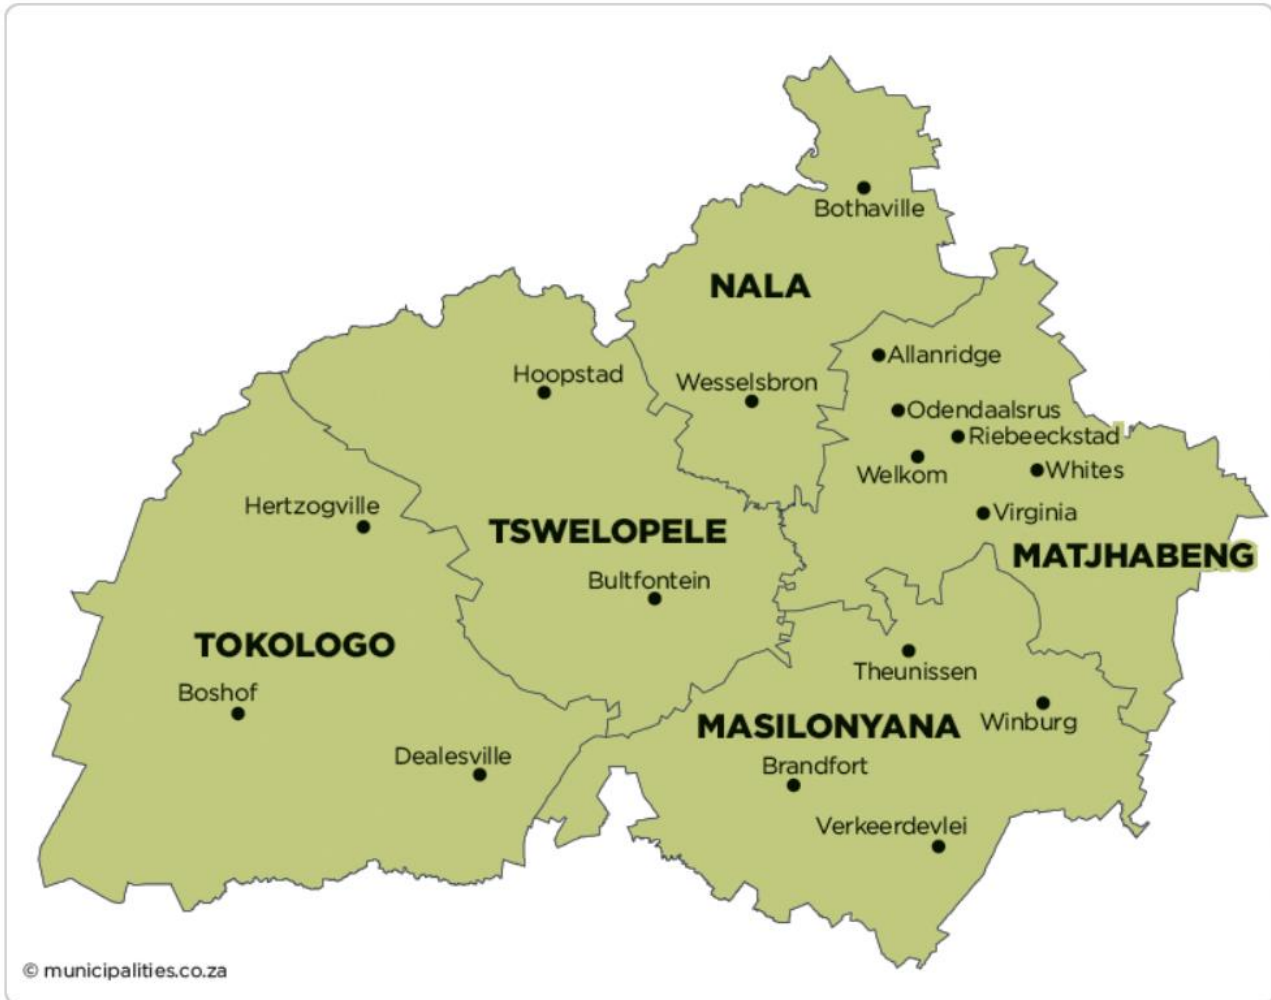 Bothaville
NALA
Allanridge
Hoopstad
Wesselsbron
Odendaalsrus
Riebeeckstad
Welkom
Whites
Hertzogville
Virginia
TSWELOPELE
MATJHABENG
Bultfontein
TOKOLOGO
Theunissen
Boshof
Winburg
MASILONYANA
Dealesville
Brandfort
Verkeerdevlei
© municipalities.co.za